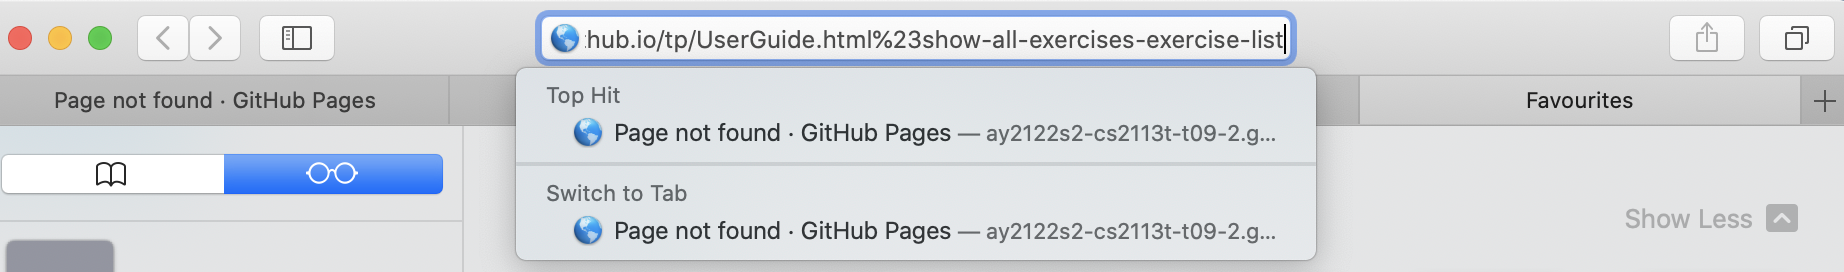 :hub.io/tp/UserGuide.html%23show-all-exercises-exercise-list
Page not found · GitHub Pages
Favourites
Top Hit
Page not found · GitHub Pages — ay2122s2-cs2113t-t09-2.g...
Switch to Tab
Page not found · GitHub Pages — ay2122s2-cs2113t-t09-2.g...
Show Less